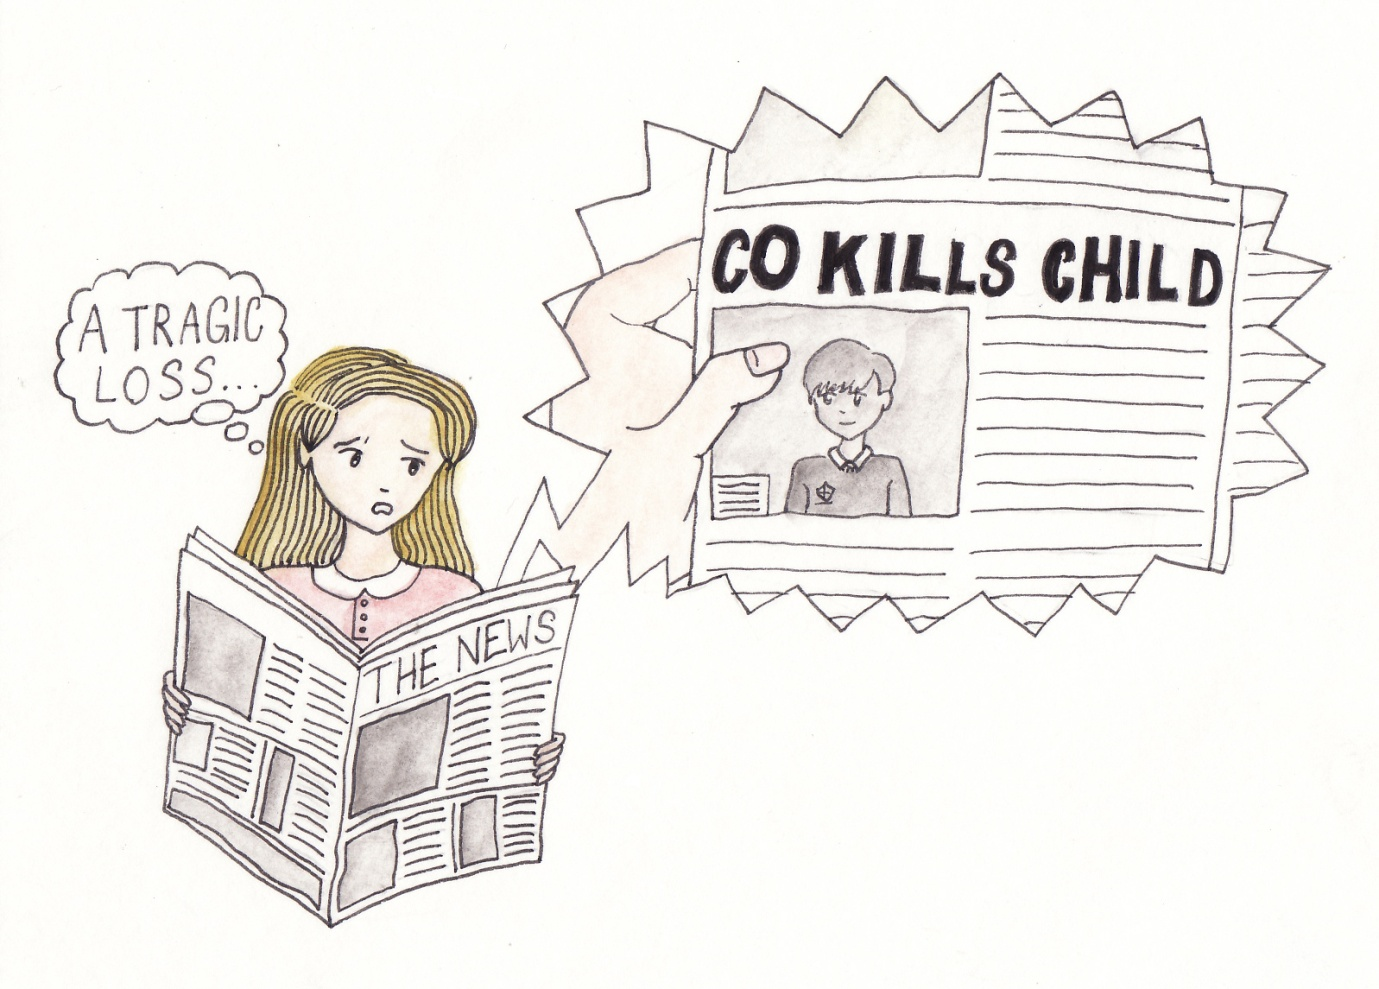 A TRAGIC
LOSS...
THE NEWS
CO KILLS CHILD